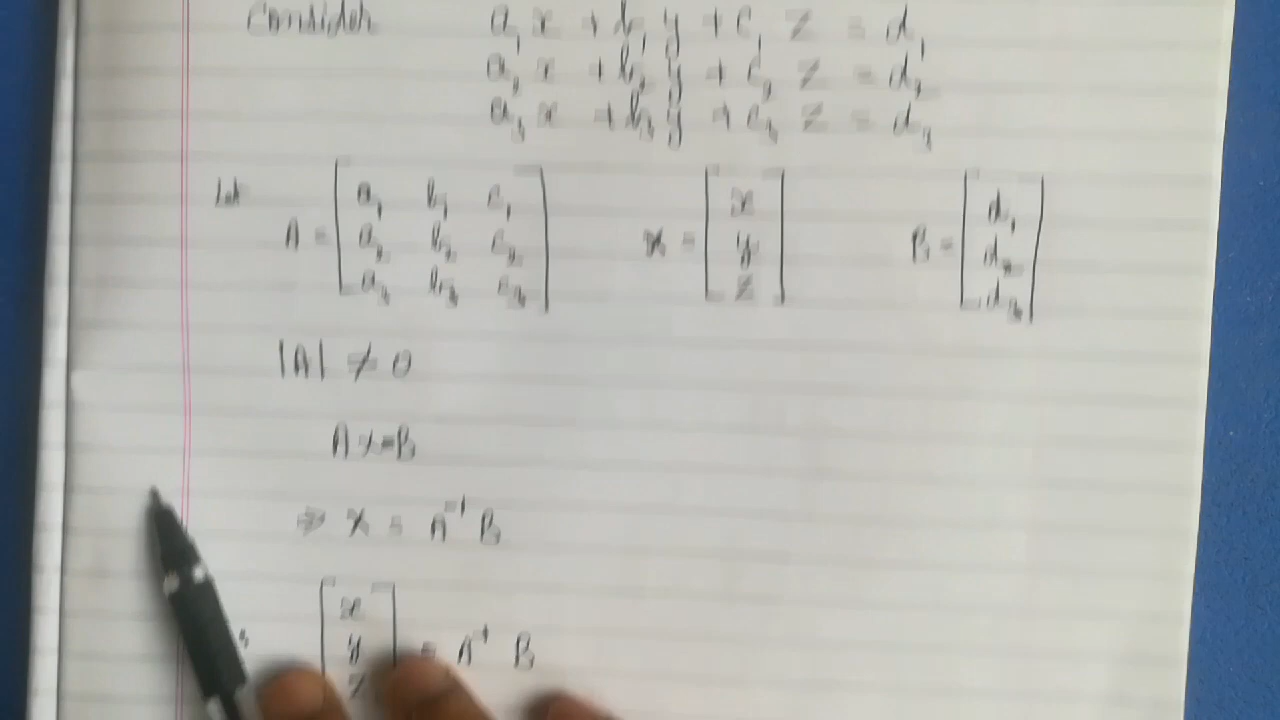 Consider a₁x + b₁y + c₁z = d₁
a₂x + b₂y + c₂z = d₂
a₃x + b₃y + c₃z = d₃
Let A = [a₁ b₁ c₁ a₂ b₂ c₂ a₃ b₃ c₃] X = [x y z] B = [d₁ d₂ d₃]
|A| ≠ 0
AX=B
⇒ X = A⁻¹ B
[x y z] = A⁻¹ B